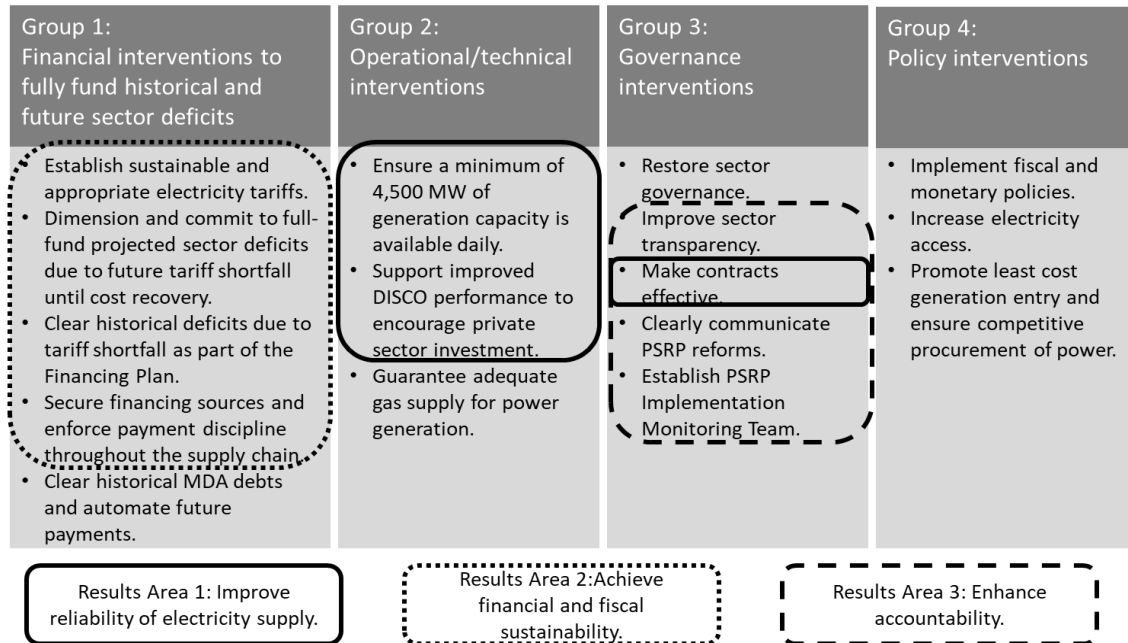 Group 1:
Financial interventions to
fully fund historical and
future sector deficits
• Establish sustainable and
appropriate electricity tariffs.
• Dimension and commit to full-
fund projected sector deficits
due to future tariff shortfall
until cost recovery.
• Clear historical deficits due to
tariff shortfall as part of the
Financing Plan.
• Secure financing sources and
enforce payment discipline
throughout the supply chain.
• Clear historical MDA debts
and automate future
payments.
Group 2:
Operational/technical
interventions
• Ensure a minimum of
4,500 MW of
generation capacity is
available daily.
• Support improved
DISCO performance to
encourage private
sector investment.
• Guarantee adequate
gas supply for power
generation.
Group 3:
Governance
interventions
• Restore sector
governance.
• Improve sector
transparency.
• Make contracts
effective.
• Clearly communicate
PSRP reforms.
• Establish PSRP
Implementation
Monitoring Team.
Group 4:
Policy interventions
• Implement fiscal and
monetary policies.
• Increase electricity
access.
• Promote least cost
generation entry and
ensure competitive
procurement of power.
Results Area 1: Improve
reliability of electricity supply.
Results Area 2:Achieve
financial and fiscal
sustainability.
Results Area 3: Enhance
accountability.